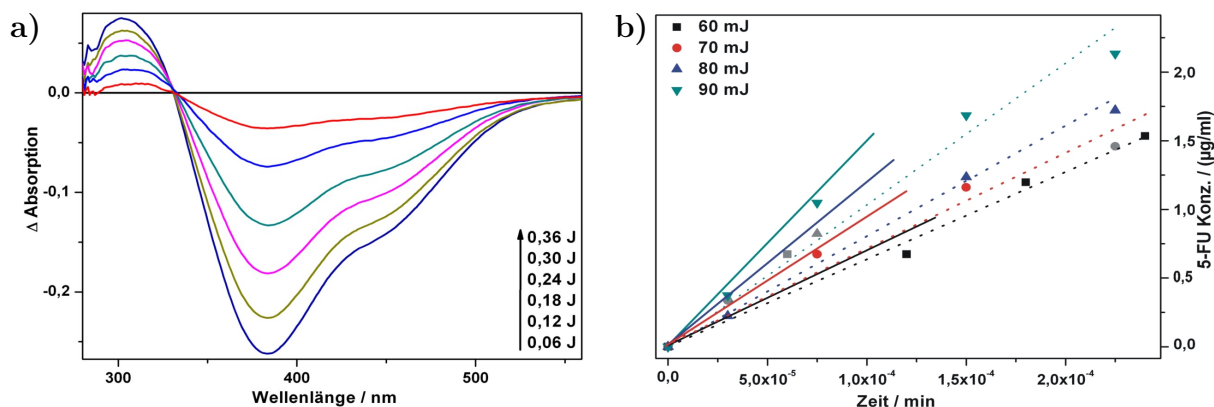 a)
0,0
-0,1
-0,2
Δ Absorption
300
400
500
Wellenlänge / nm
0,36 J
0,30 J
0,24 J
0,18 J
0,12 J
0,06 J
b)
60 mJ
70 mJ
80 mJ
90 mJ
2,0
1,5
1,0
0,5
0,0
5-FU Konz. / (µg/ml)
0,0
5,0x10⁻⁵
1,0x10⁻⁴
1,5x10⁻⁴
2,0x10⁻⁴
Zeit / min